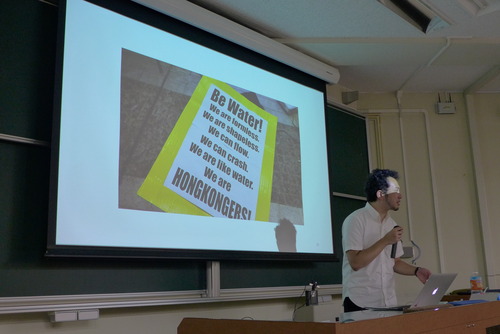 Be Water!
We are formless.
We are shapeless.
We can flow.
We can crash.
We are like water.
We are
HONGKONGERS!